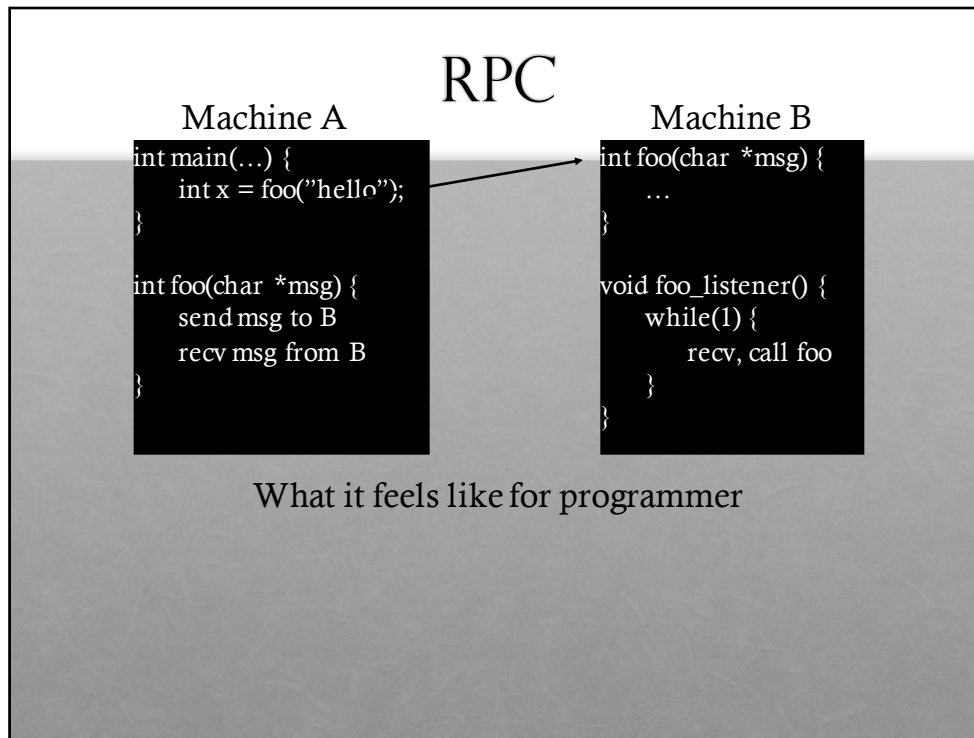 RPC
Machine A
int main(…) {
int x = foo(”hello”);
}
int foo(char *msg) {
send msg to B
recv msg from B
}
Machine B
int foo(char *msg) {
…
}
void foo_listener() {
while(1) {
recv, call foo
}
}
What it feels like for programmer